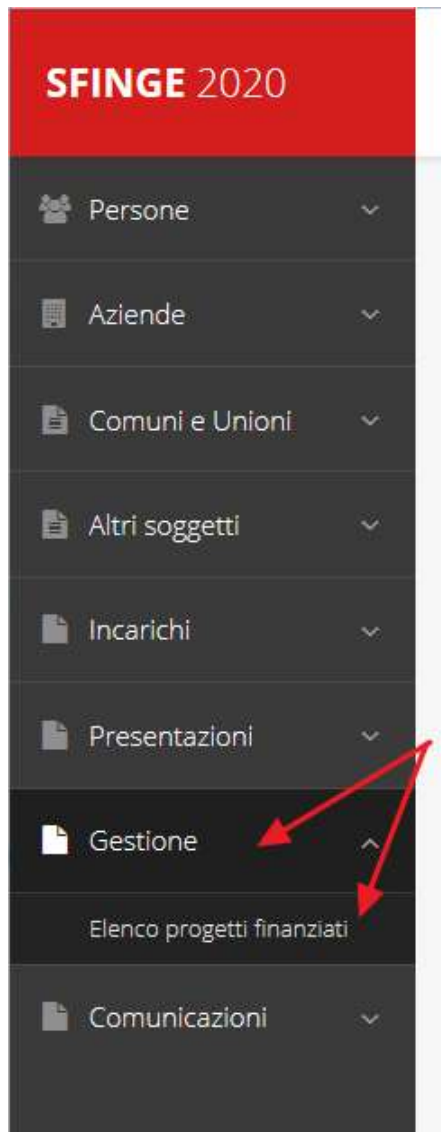 SFINGE 2020
Persone
Aziende
Comuni e Unioni
Altri soggetti
Incarichi
Presentazioni
Gestione
Elenco progetti finanziati
Comunicazioni